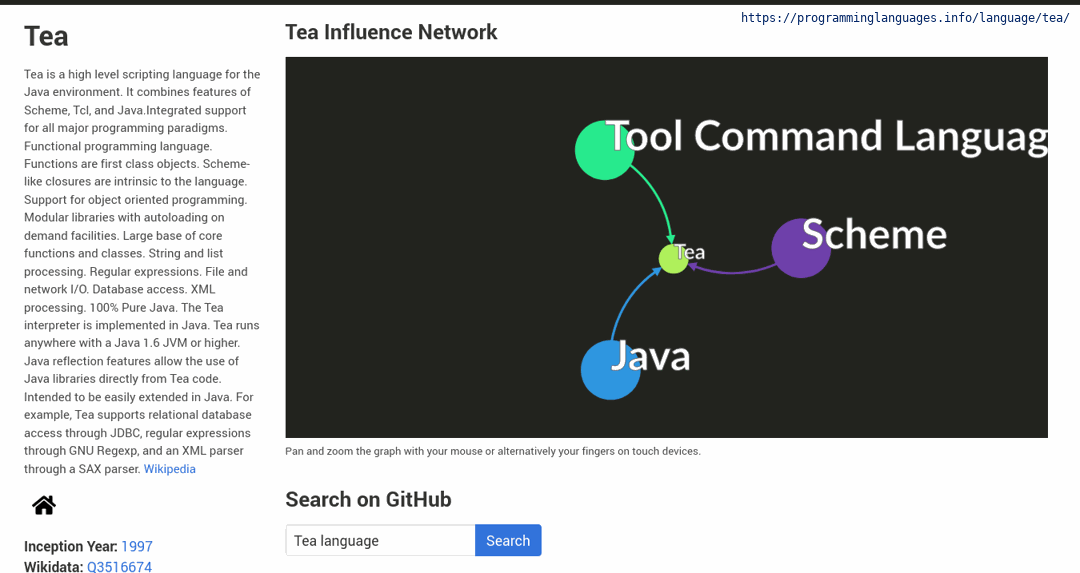 https://programminglanguages.info/language/tea/
Tea
Tea is a high level scripting language for the
Java environment. It combines features of
Scheme, Tcl, and Java.Integrated support
for all major programming paradigms.
Functional programming language.
Functions are first class objects. Scheme-
like closures are intrinsic to the language.
Support for object oriented programming.
Modular libraries with autoloading on
demand facilities. Large base of core
functions and classes. String and list
processing. Regular expressions. File and
network I/O. Database access. XML
processing. 100% Pure Java. The Tea
interpreter is implemented in Java. Tea runs
anywhere with a Java 1.6 JVM or higher.
Java reflection features allow the use of
Java libraries directly from Tea code.
Intended to be easily extended in Java. For
example, Tea supports relational database
access through JDBC, regular expressions
through GNU Regexp, and an XML parser
through a SAX parser. Wikipedia
Inception Year: 1997
Wikidata: Q3516674
Tea Influence Network
Tool Command Languag
Scheme
Tea
Java
Pan and zoom the graph with your mouse or alternatively your fingers on touch devices.
Search on GitHub
Tea language
Search